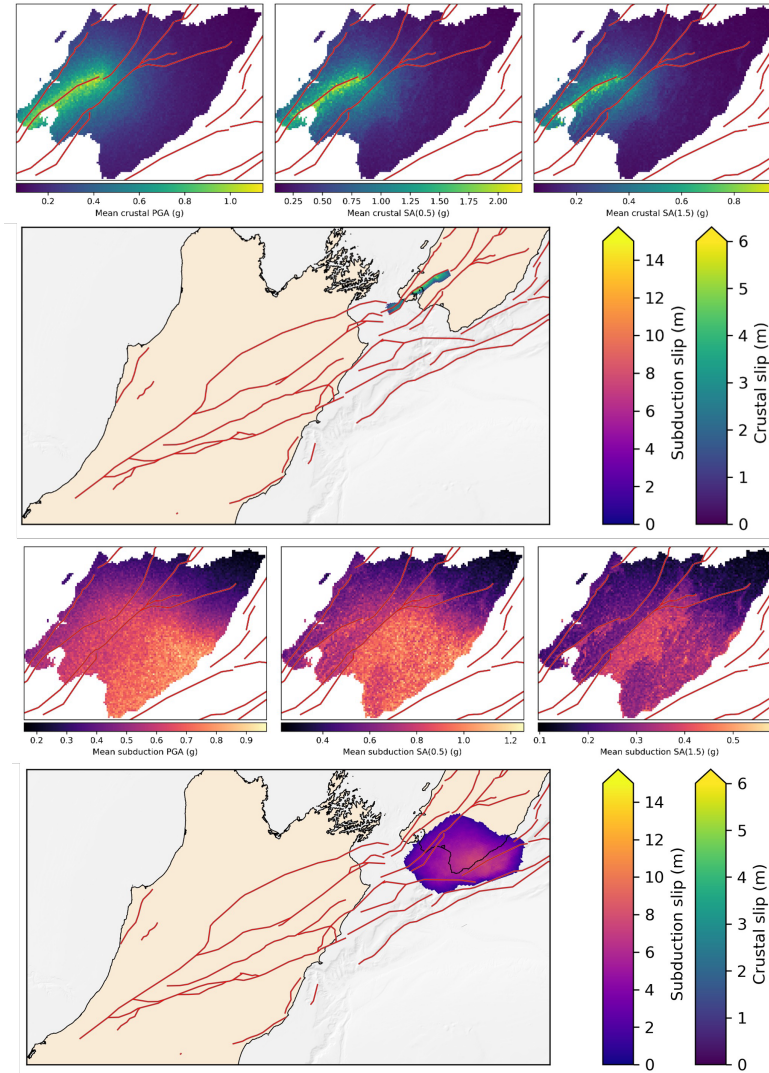 0.2 0.4 0.6 0.8 1.0
Mean crustal PGA (g)
0.25 0.50 0.75 1.00 1.25 1.50 1.75 2.00
Mean crustal SA(0.5) (g)
0.2 0.4 0.6 0.8
Mean crustal SA(1.5) (g)
14
12
10
8
6
4
2
0
Subduction slip (m)
6
5
4
3
2
1
0
Crustal slip (m)
0.2 0.3 0.4 0.5 0.6 0.7 0.8 0.9
Mean subduction PGA (g)
0.4 0.6 0.8 1.0 1.2
Mean subduction SA(0.5) (g)
0.1 0.2 0.3 0.4 0.5
Mean subduction SA(1.5) (g)
14
12
10
8
6
4
2
0
Subduction slip (m)
6
5
4
3
2
1
0
Crustal slip (m)